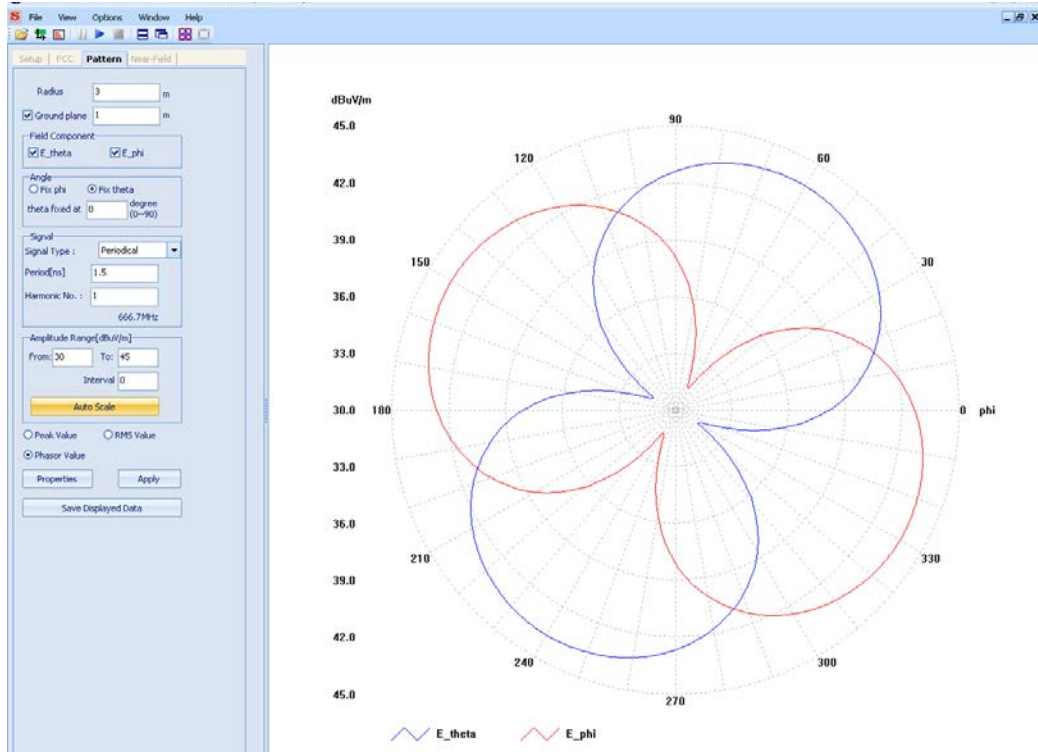 File View Options Window Help
Setup PCC Pattern Near-Field
Radius 3 m
Ground plane 1 m
Field Component
E_theta E_phi
Angle
Fix phi Fix theta
theta fixed at 0 degree
(0~90)
Signal
Signal Type : Periodical
Period[ns] 1.5
Harmonic No. : 1
666.7MHz
Amplitude Range[dBuV/m]
From: 30 To: 45
Interval 0
Auto Scale
Peak Value RMS Value
Phasor Value
Properties Apply
Save Displayed Data
dBuV/m
45.0
42.0
39.0
36.0
33.0
30.0
33.0
36.0
39.0
42.0
45.0
90
120 60
150 30
180 0 phi
210 330
240 300
270
E_theta E_phi